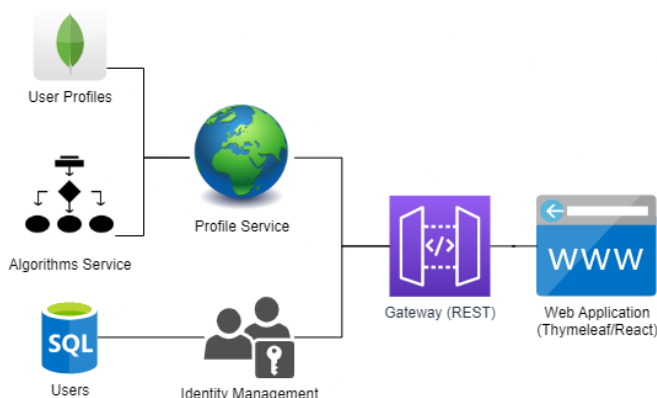 User Profiles
Profile Service
Algorithms Service
</>
WWW
Gateway (REST)
Web Application
(Thymeleaf/React)
SQL
Users
Identity Management